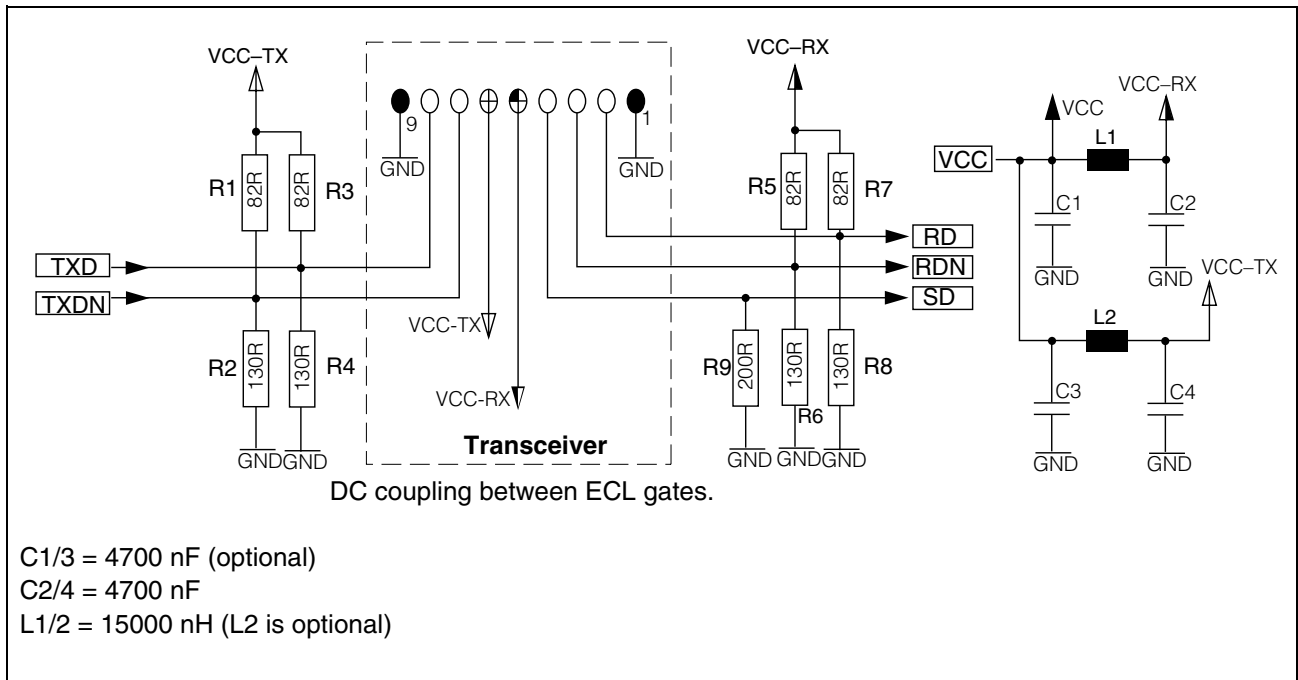 VCC–TX
VCC–RX
VCC
VCC–RX
L1
VCC
9
1
GND
GND
R1
82R
82R
R3
R5
82R
82R
R7
C1
C2
TXD
TXDN
RD
RDN
SD
GND
GND
VCC–TX
L2
VCC-TX
VCC-RX
R2
130R
130R
R4
R9
200R
130R
130R
R8
R6
C3
C4
Transceiver
GND
GND
GND
GND
GND
GND
GND
DC coupling between ECL gates.
C1/3 = 4700 nF (optional)
C2/4 = 4700 nF
L1/2 = 15000 nH (L2 is optional)